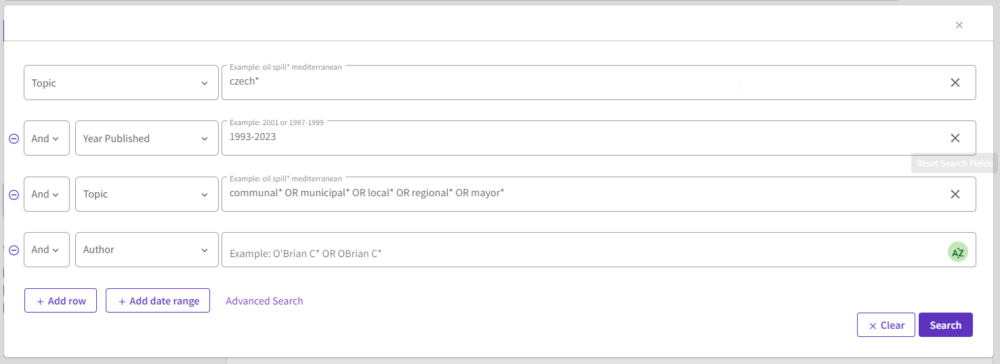 Example: oil spill* mediterranean
Topic czech*
Example: 2001 or 1997-1999
And Year Published 1993-2023
Reset Search Fields
Example: oil spill* mediterranean
And Topic communal* OR municipal* OR local* OR regional* OR mayor*
And Author Example: O'Brian C* OR OBrian C* AZ
+ Add row + Add date range Advanced Search
× Clear Search